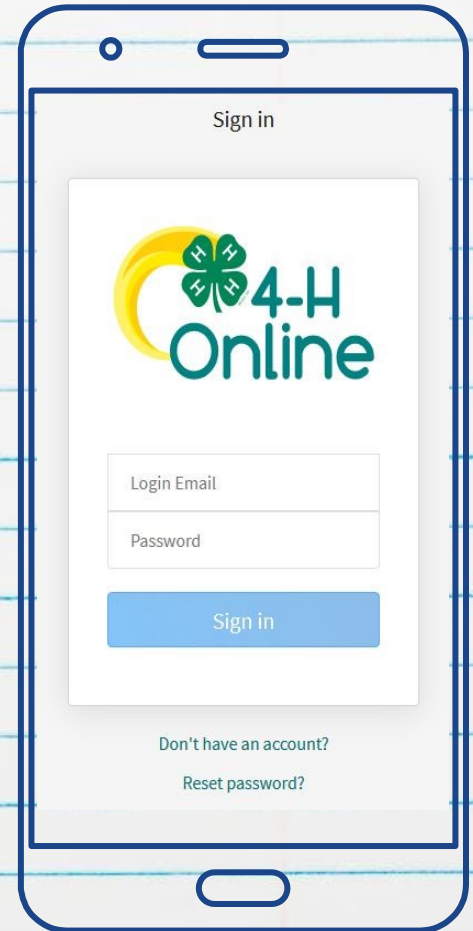 Sign in
H H
H H
4-H
Online
Login Email
Password
Sign in
Don't have an account?
Reset password?